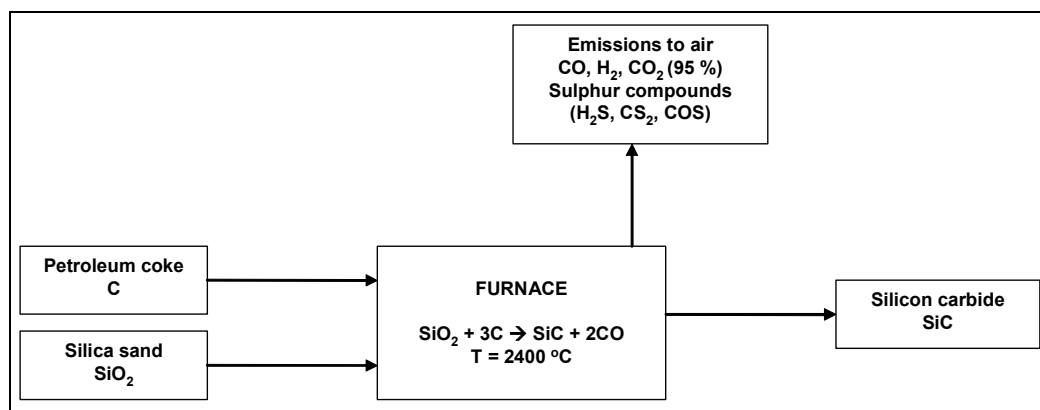 Emissions to air
CO, H₂, CO₂ (95 %)
Sulphur compounds
(H₂S, CS₂, COS)
Petroleum coke
C
Silica sand
SiO₂
FURNACE
SiO₂ + 3C → SiC + 2CO
T = 2400 ºC
Silicon carbide
SiC